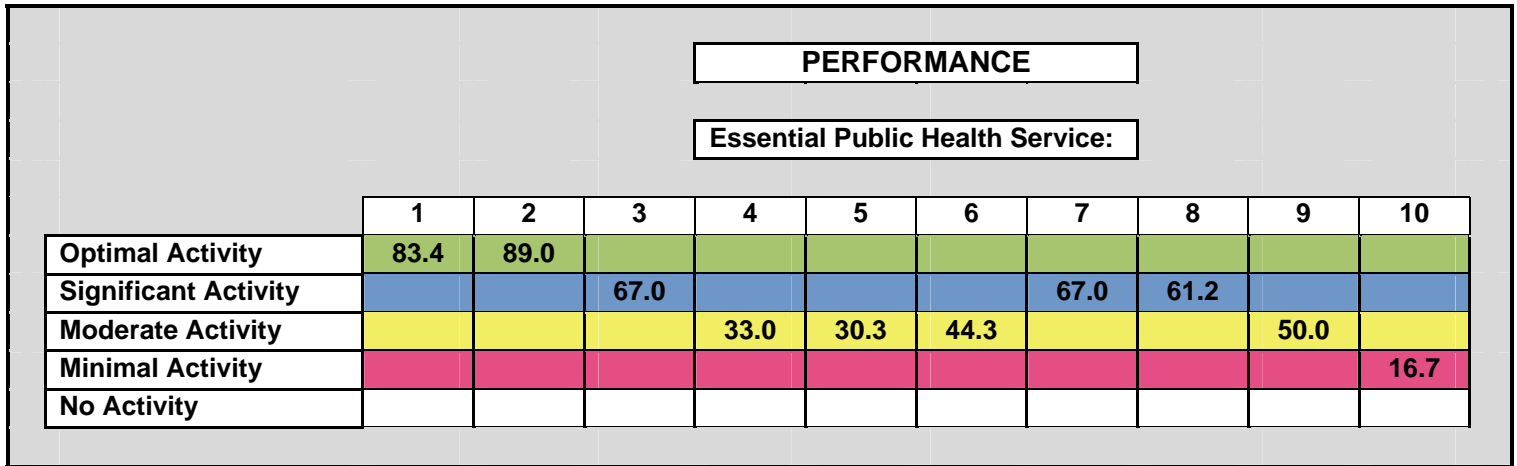 PERFORMANCE
Essential Public Health Service:
1 2 3 4 5 6 7 8 9 10
Optimal Activity 83.4 89.0
Significant Activity 67.0 67.0 61.2
Moderate Activity 33.0 30.3 44.3 50.0
Minimal Activity 16.7
No Activity